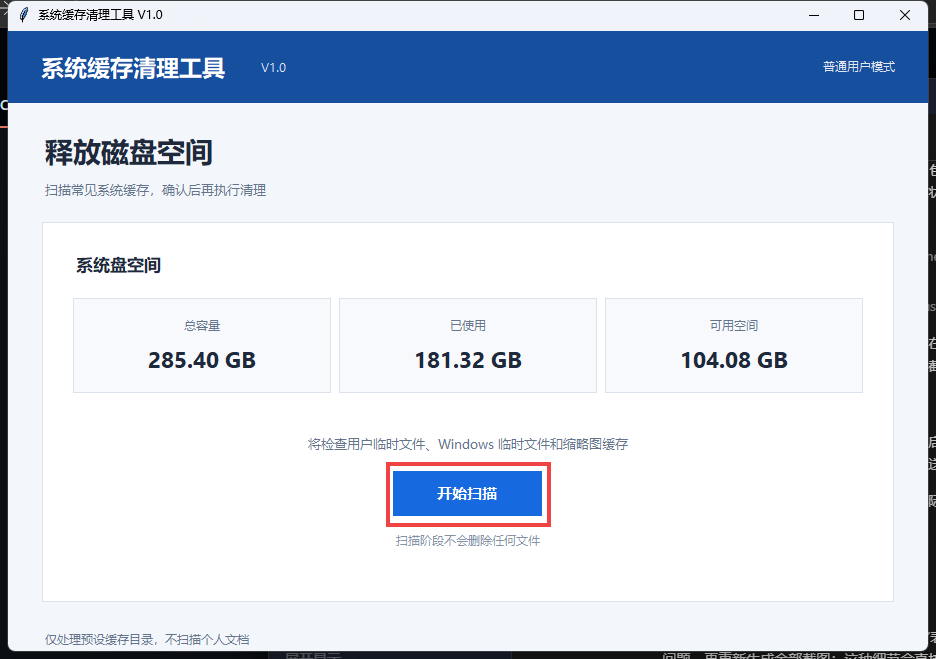 系统缓存清理工具 V1.0
系统缓存清理工具 V1.0 普通用户模式
释放磁盘空间
扫描常见系统缓存，确认后再执行清理
系统盘空间
总容量 已使用 可用空间
285.40 GB 181.32 GB 104.08 GB
将检查用户临时文件、Windows 临时文件和缩略图缓存
开始扫描
扫描阶段不会删除任何文件
仅处理预设缓存目录，不扫描个人文档